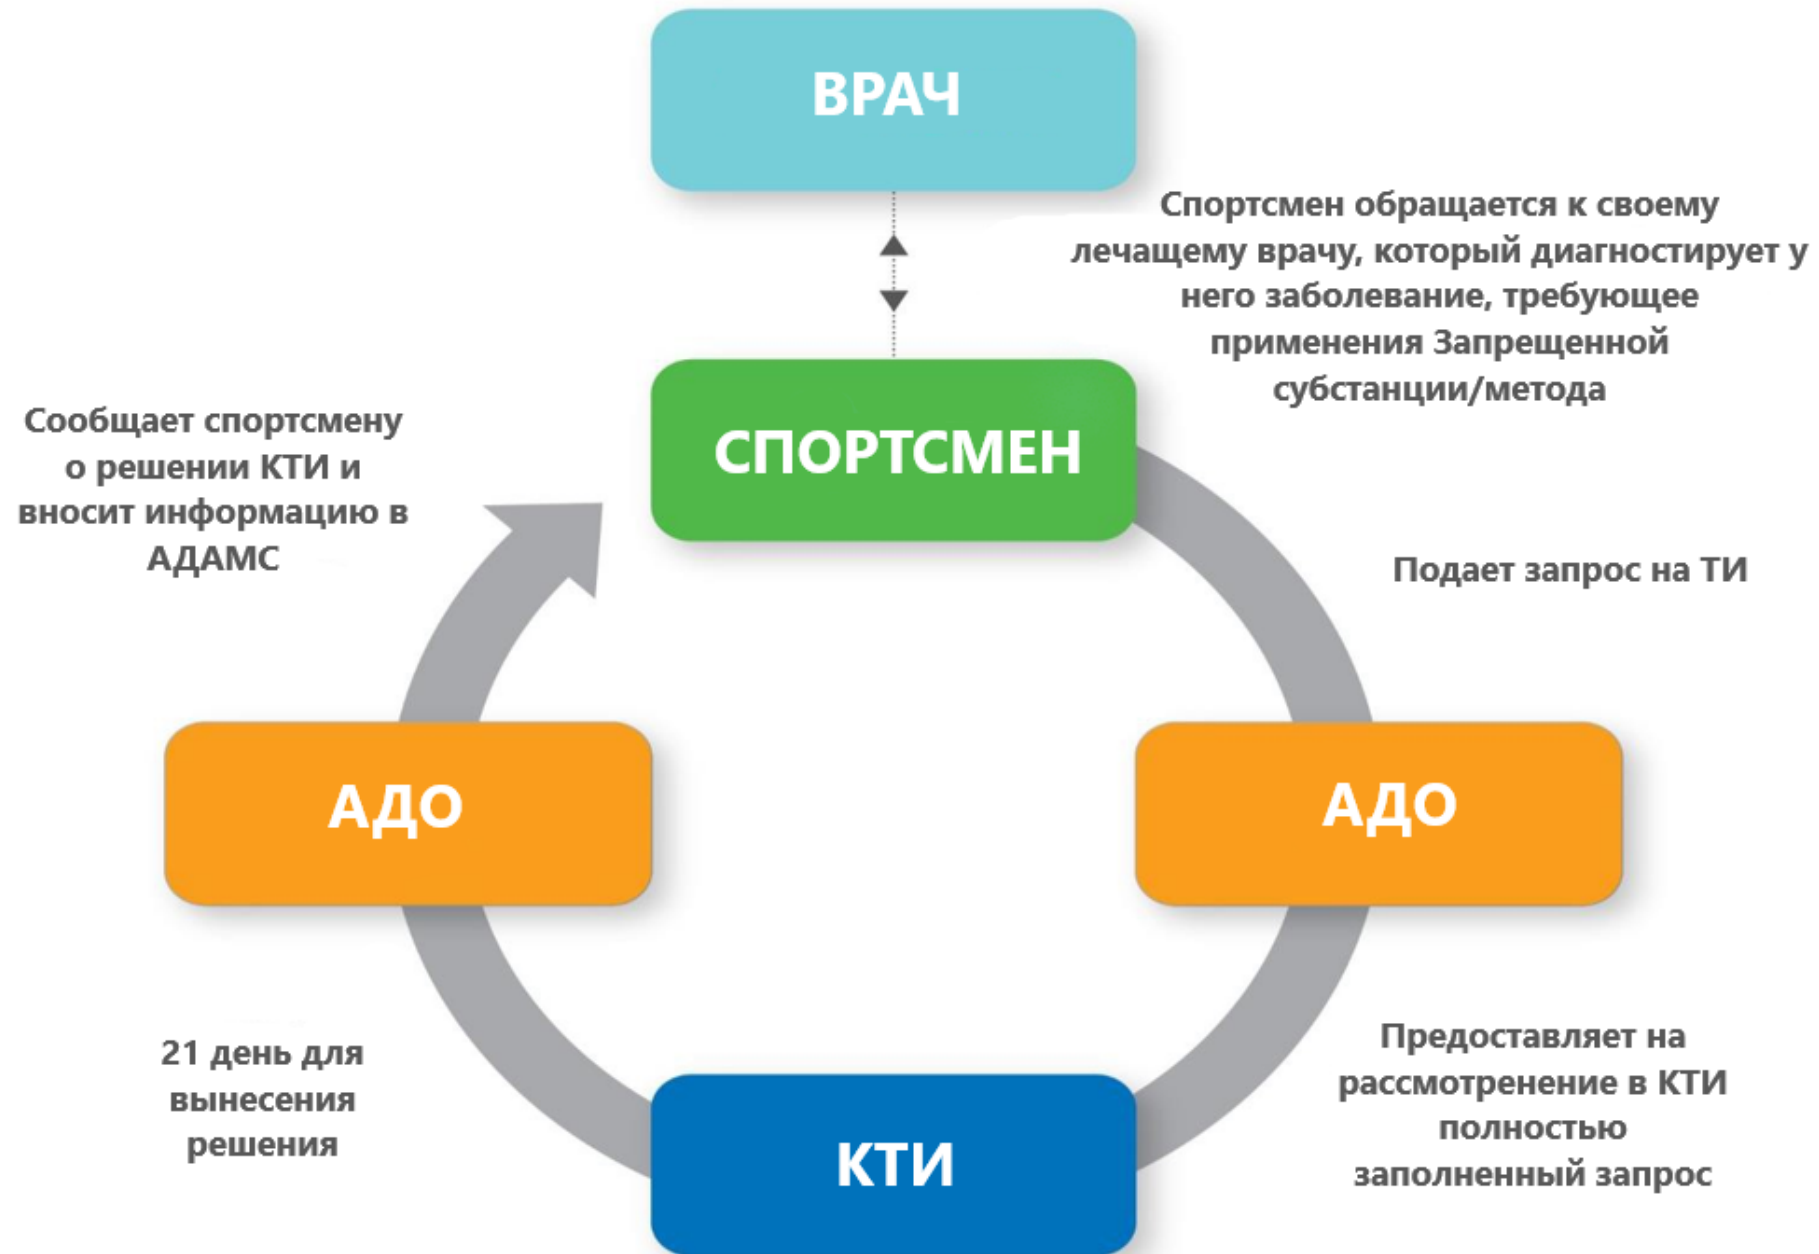 ВРАЧ
Спортсмен обращается к своему
лечащему врачу, который диагностирует у
него заболевание, требующее
применения Запрещенной
субстанции/метода
СПОРТСМЕН
Сообщает спортсмену
о решении КТИ и
вносит информацию в
АДАМС
Подает запрос на ТИ
АДО
АДО
21 день для
вынесения
решения
Предоставляет на
рассмотренение в КТИ
полностью
заполненный запрос
КТИ